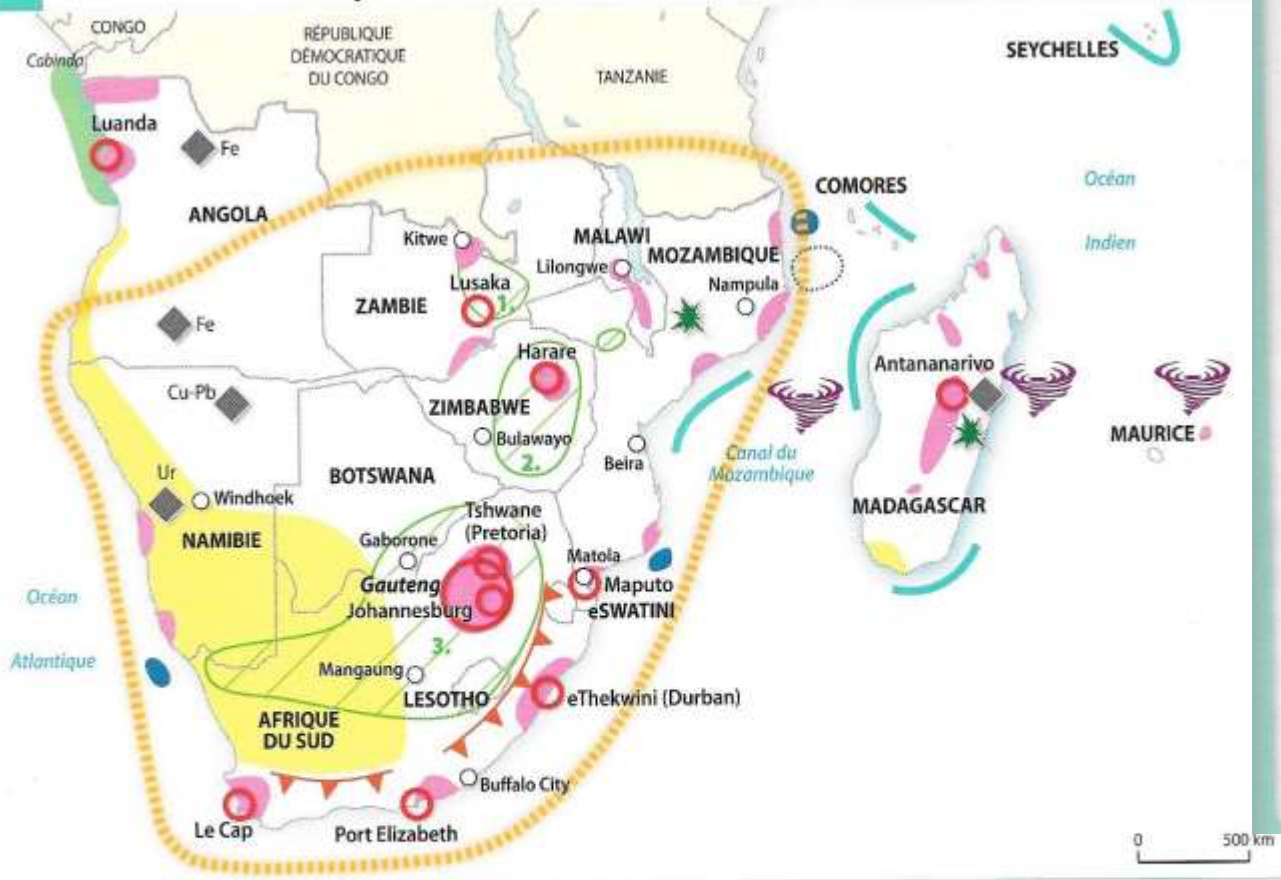 CONGO
RÉPUBLIQUE
DÉMOCRATIQUE
DU CONGO
TANZANIE
SEYCHELLES
Cabinda
Luanda
Fe
ANGOLA
COMORES
Océan
Indien
Kitwe
MALAWI
MOZAMBIQUE
Lilongwe
Lusaka
Nampula
ZAMBIE
1.
Fe
Harare
Antananarivo
Cu-Pb
ZIMBABWE
Bulawayo
2.
Beira
Canal du
Mozambique
MAURICE
Ur
BOTSWANA
Windhoek
MADAGASCAR
Tshwane
(Pretoria)
NAMIBIE
Gaborone
Matola
Gauteng
Maputo
Johannesburg
eSWATINI
Océan
Atlantique
3.
Mangaung
LESOTHO
eThekwini (Durban)
AFRIQUE
DU SUD
Buffalo City
Le Cap
Port Elizabeth
0 500 km